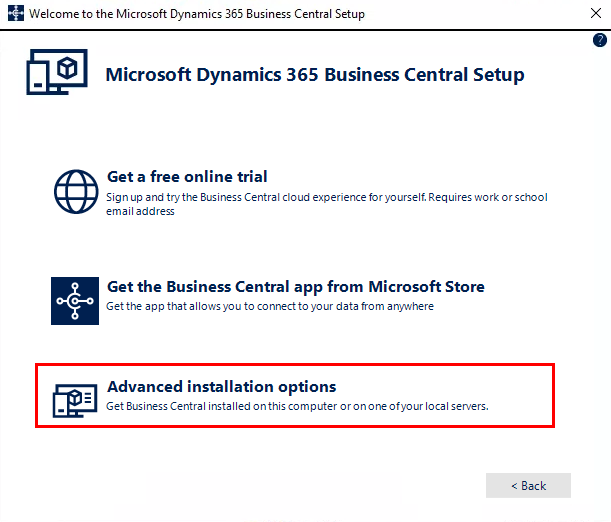 Welcome to the Microsoft Dynamics 365 Business Central Setup
?
Microsoft Dynamics 365 Business Central Setup
Get a free online trial
Sign up and try the Business Central cloud experience for yourself. Requires work or school
email address
Get the Business Central app from Microsoft Store
Get the app that allows you to connect to your data from anywhere
Advanced installation options
Get Business Central installed on this computer or on one of your local servers.
< Back